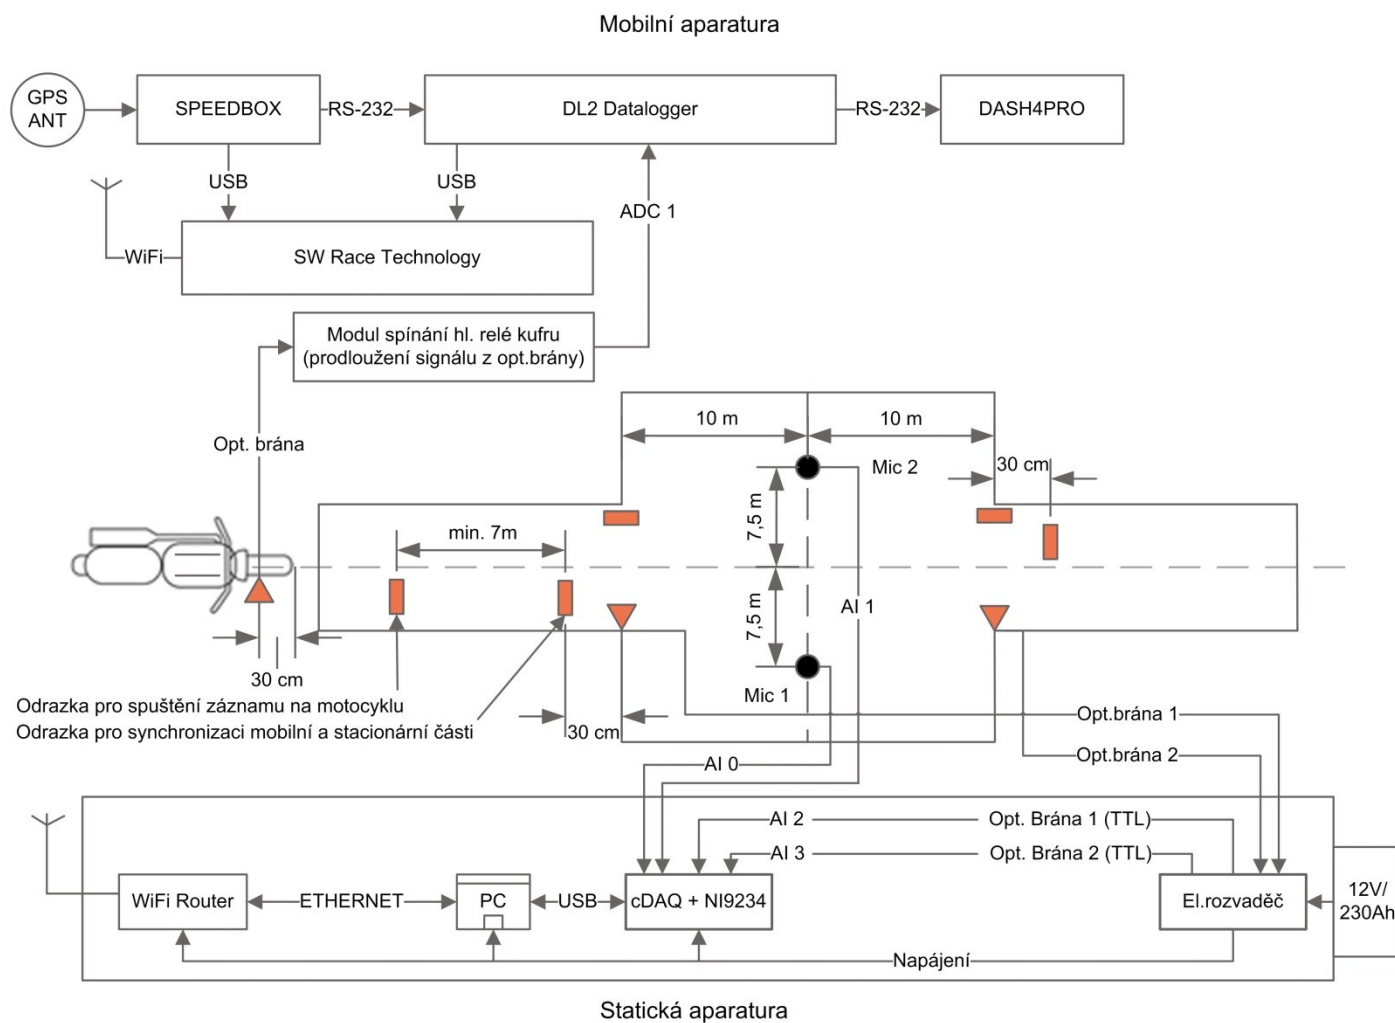 Mobilní aparatura
GPS
ANT
SPEEDBOX
RS-232
DL2 Datalogger
RS-232
DASH4PRO
USB
USB
ADC 1
WiFi
SW Race Technology
Modul spínání hl. relé kufru
(prodloužení signálu z opt.brány)
Opt. brána
10 m
10 m
Mic 2
30 cm
7,5 m
min. 7m
7,5 m
AI 1
30 cm
Mic 1
Odrazka pro spuštění záznamu na motocyklu
Odrazka pro synchronizaci mobilní a stacionární části
30 cm
Opt.brána 1
Opt.brána 2
AI 0
AI 2
Opt. Brána 1 (TTL)
AI 3
Opt. Brána 2 (TTL)
WiFi Router
ETHERNET
PC
USB
cDAQ + NI9234
El.rozvaděč
12V/
230Ah
Napájení
Statická aparatura